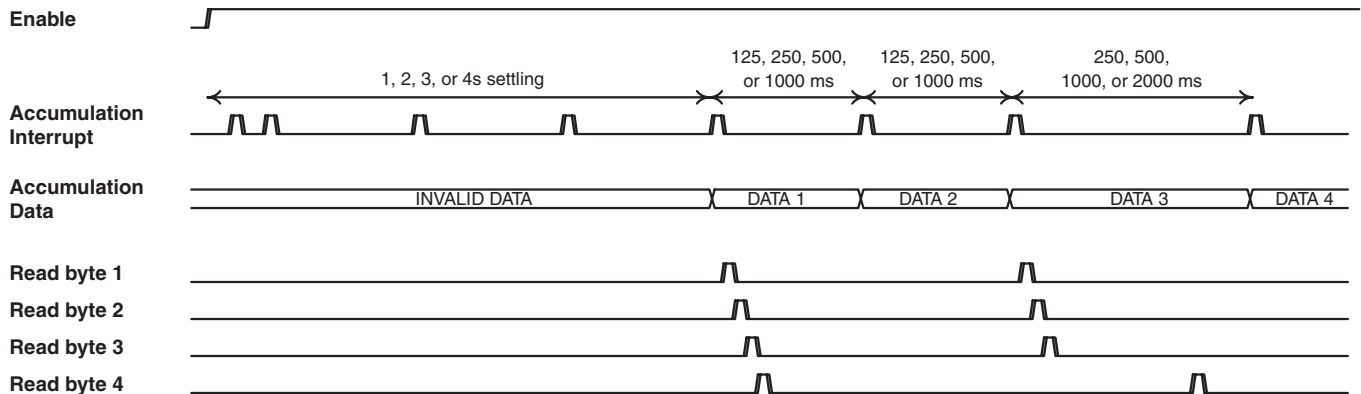 Enable
125, 250, 500,
or 1000 ms
125, 250, 500,
or 1000 ms
250, 500,
1000, or 2000 ms
1, 2, 3, or 4s settling
Accumulation
Interrupt
Accumulation
Data
INVALID DATA
DATA 1
DATA 2
DATA 3
DATA 4
Read byte 1
Read byte 2
Read byte 3
Read byte 4